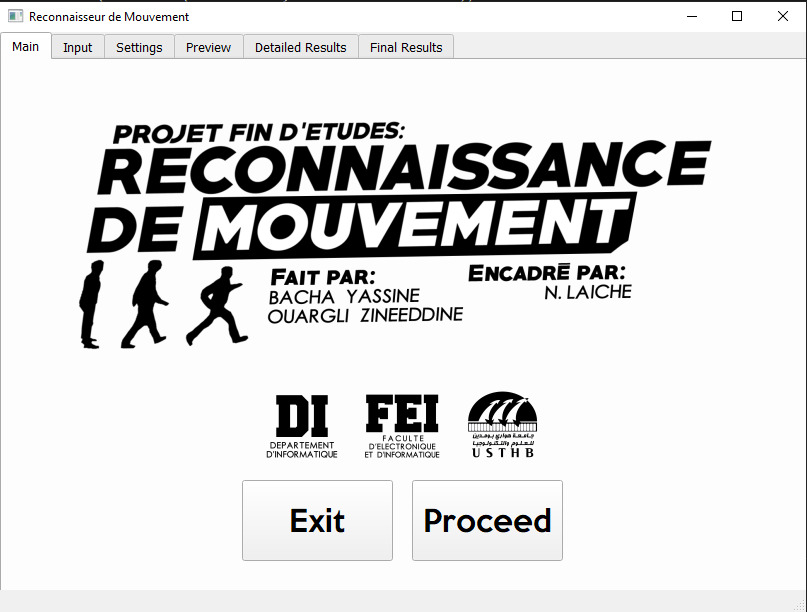 Reconnaisseur de Mouvement
Main Input Settings Preview Detailed Results Final Results
PROJET FIN D'ETUDES:
RECONNAISSANCE
DE MOUVEMENT
FAIT PAR:
BACHA YASSINE
OUARGLI ZINEEDDINE
ENCADRĒ PAR:
N. LAICHE
DI
DEPARTEMENT
D'INFORMATIQUE
FEI
FACULTE
D'ELECTRONIQUE
ET D'INFORMATIQUE
جامعة هواري بومدين
للعلوم والتكنولوجيا
USTHB
Exit
Proceed